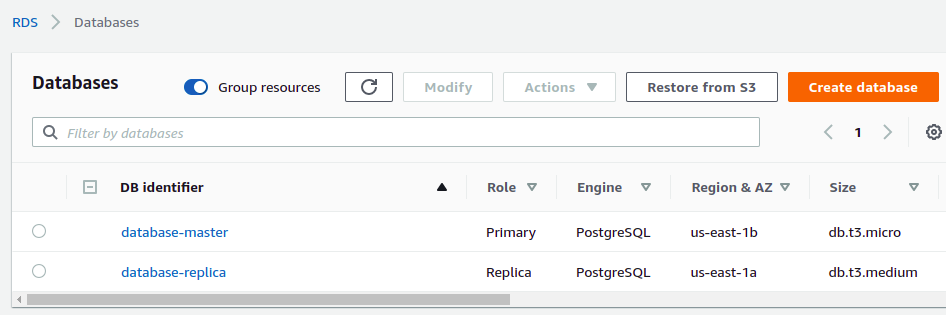 RDS > Databases
Databases Group resources Modify Actions Restore from S3 Create database
Filter by databases 1
DB identifier Role Engine Region & AZ Size
database-master Primary PostgreSQL us-east-1b db.t3.micro
database-replica Replica PostgreSQL us-east-1a db.t3.medium